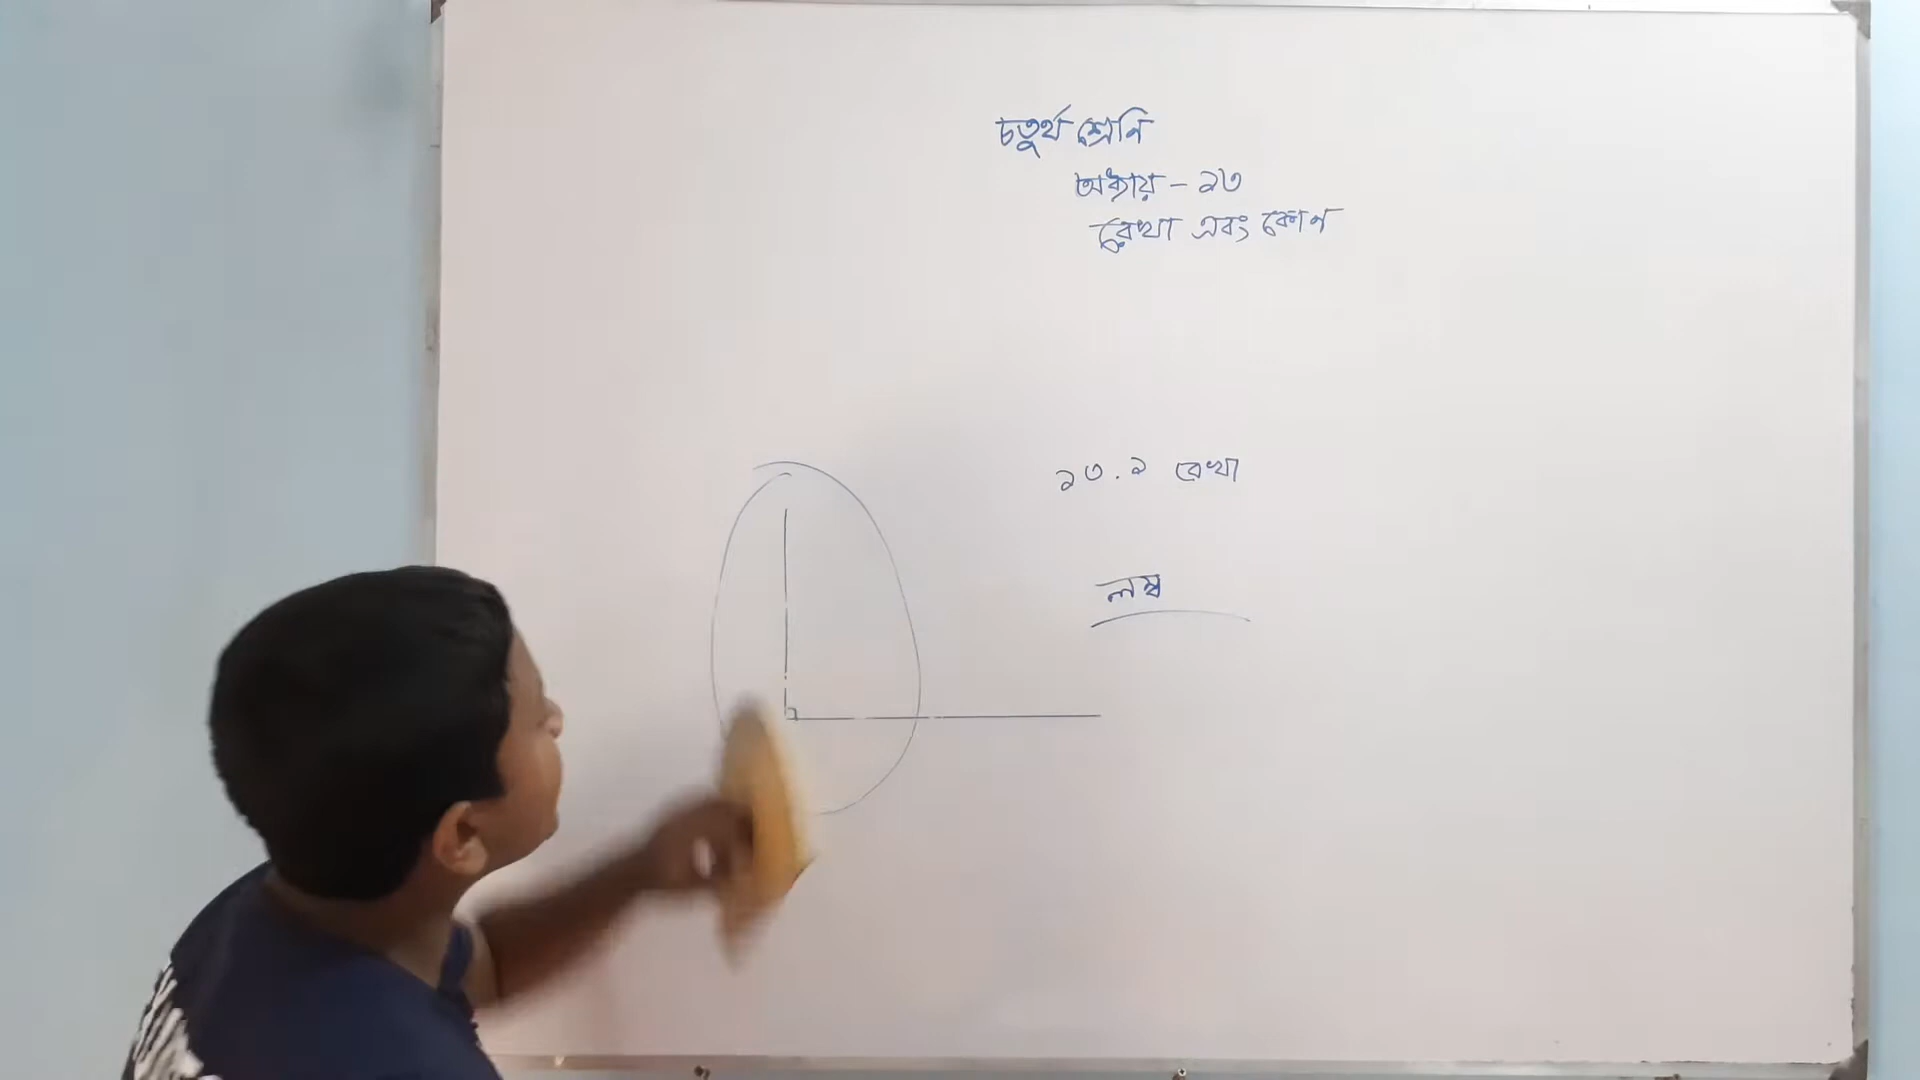 চতুর্থ শ্রেনি
অধ্যায় - ১৩
রেখা এবং কোন
১৩.১ রেখা
লম্ব